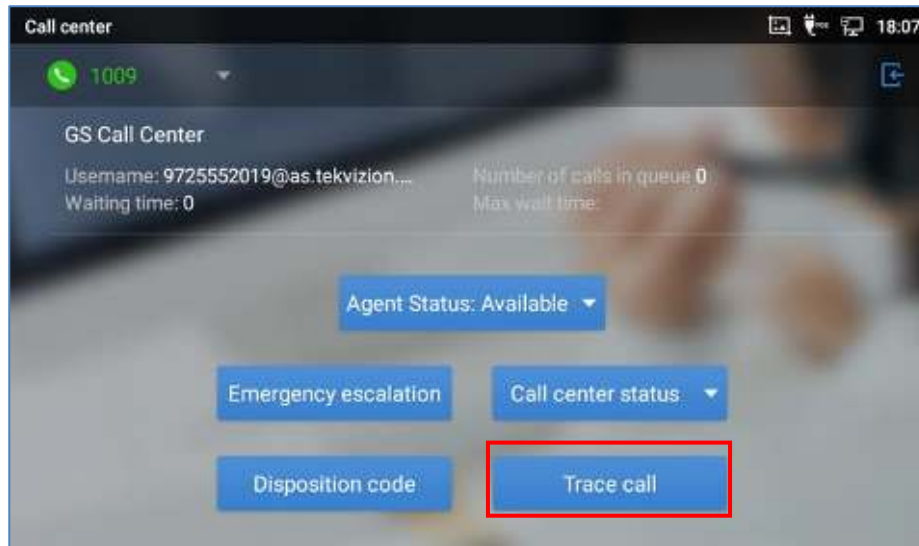 Call center 18:07
1009
GS Call Center
Username: 9725552019@as.tekvizion.... Number of calls in queue 0
Waiting time: 0 Max wait time:
Agent Status: Available
Emergency escalation Call center status
Disposition code Trace call